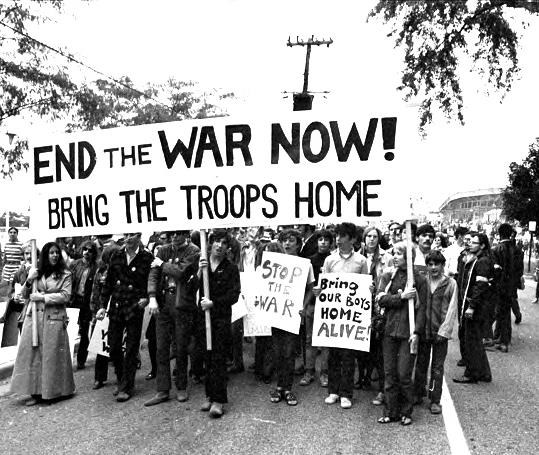 END THE WAR NOW!
BRING THE TROOPS HOME
STOP
THE
WAR
Bring
OUR BOYS
HOME
ALIVE!